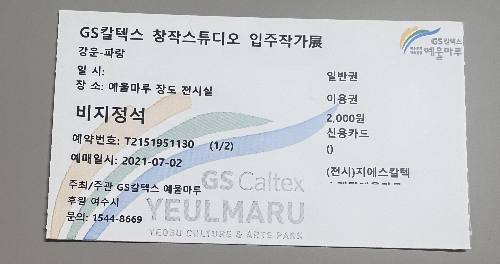 GS칼텍스 창작스튜디오 입주작가展
강운-파랑
일 시:
장 소: 예울마루 장도 전시실
비지정석
예약번호: T2151951130 (1/2)
예매일시: 2021-07-02
주최/주관 GS칼텍스 예울마루
후원 여수시
문의: 1544-8669
GS칼텍스
예울마루
일반권
이용권
2,000원
신용카드
()
(전시)지에스칼텍
GS Caltex
YEULMARU
YEOSU CULTURE & ARTS PARK